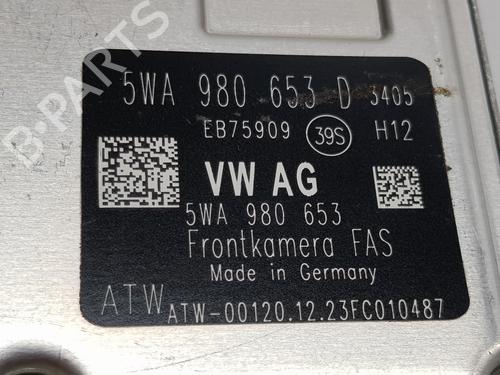 5WA 980 653 D 3405
EB75909 39S H12
VW AG
5WA 980 653
Frontkamera FAS
Made in Germany
ATW ATW-00120.12.23FC010487
B-PARTS